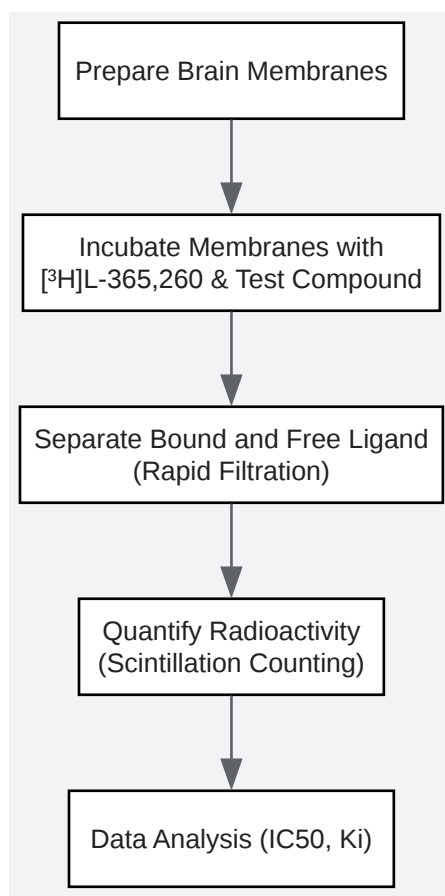 Prepare Brain Membranes
Incubate Membranes with
[³H]L-365,260 & Test Compound
Separate Bound and Free Ligand
(Rapid Filtration)
Quantify Radioactivity
(Scintillation Counting)
Data Analysis (IC50, Ki)